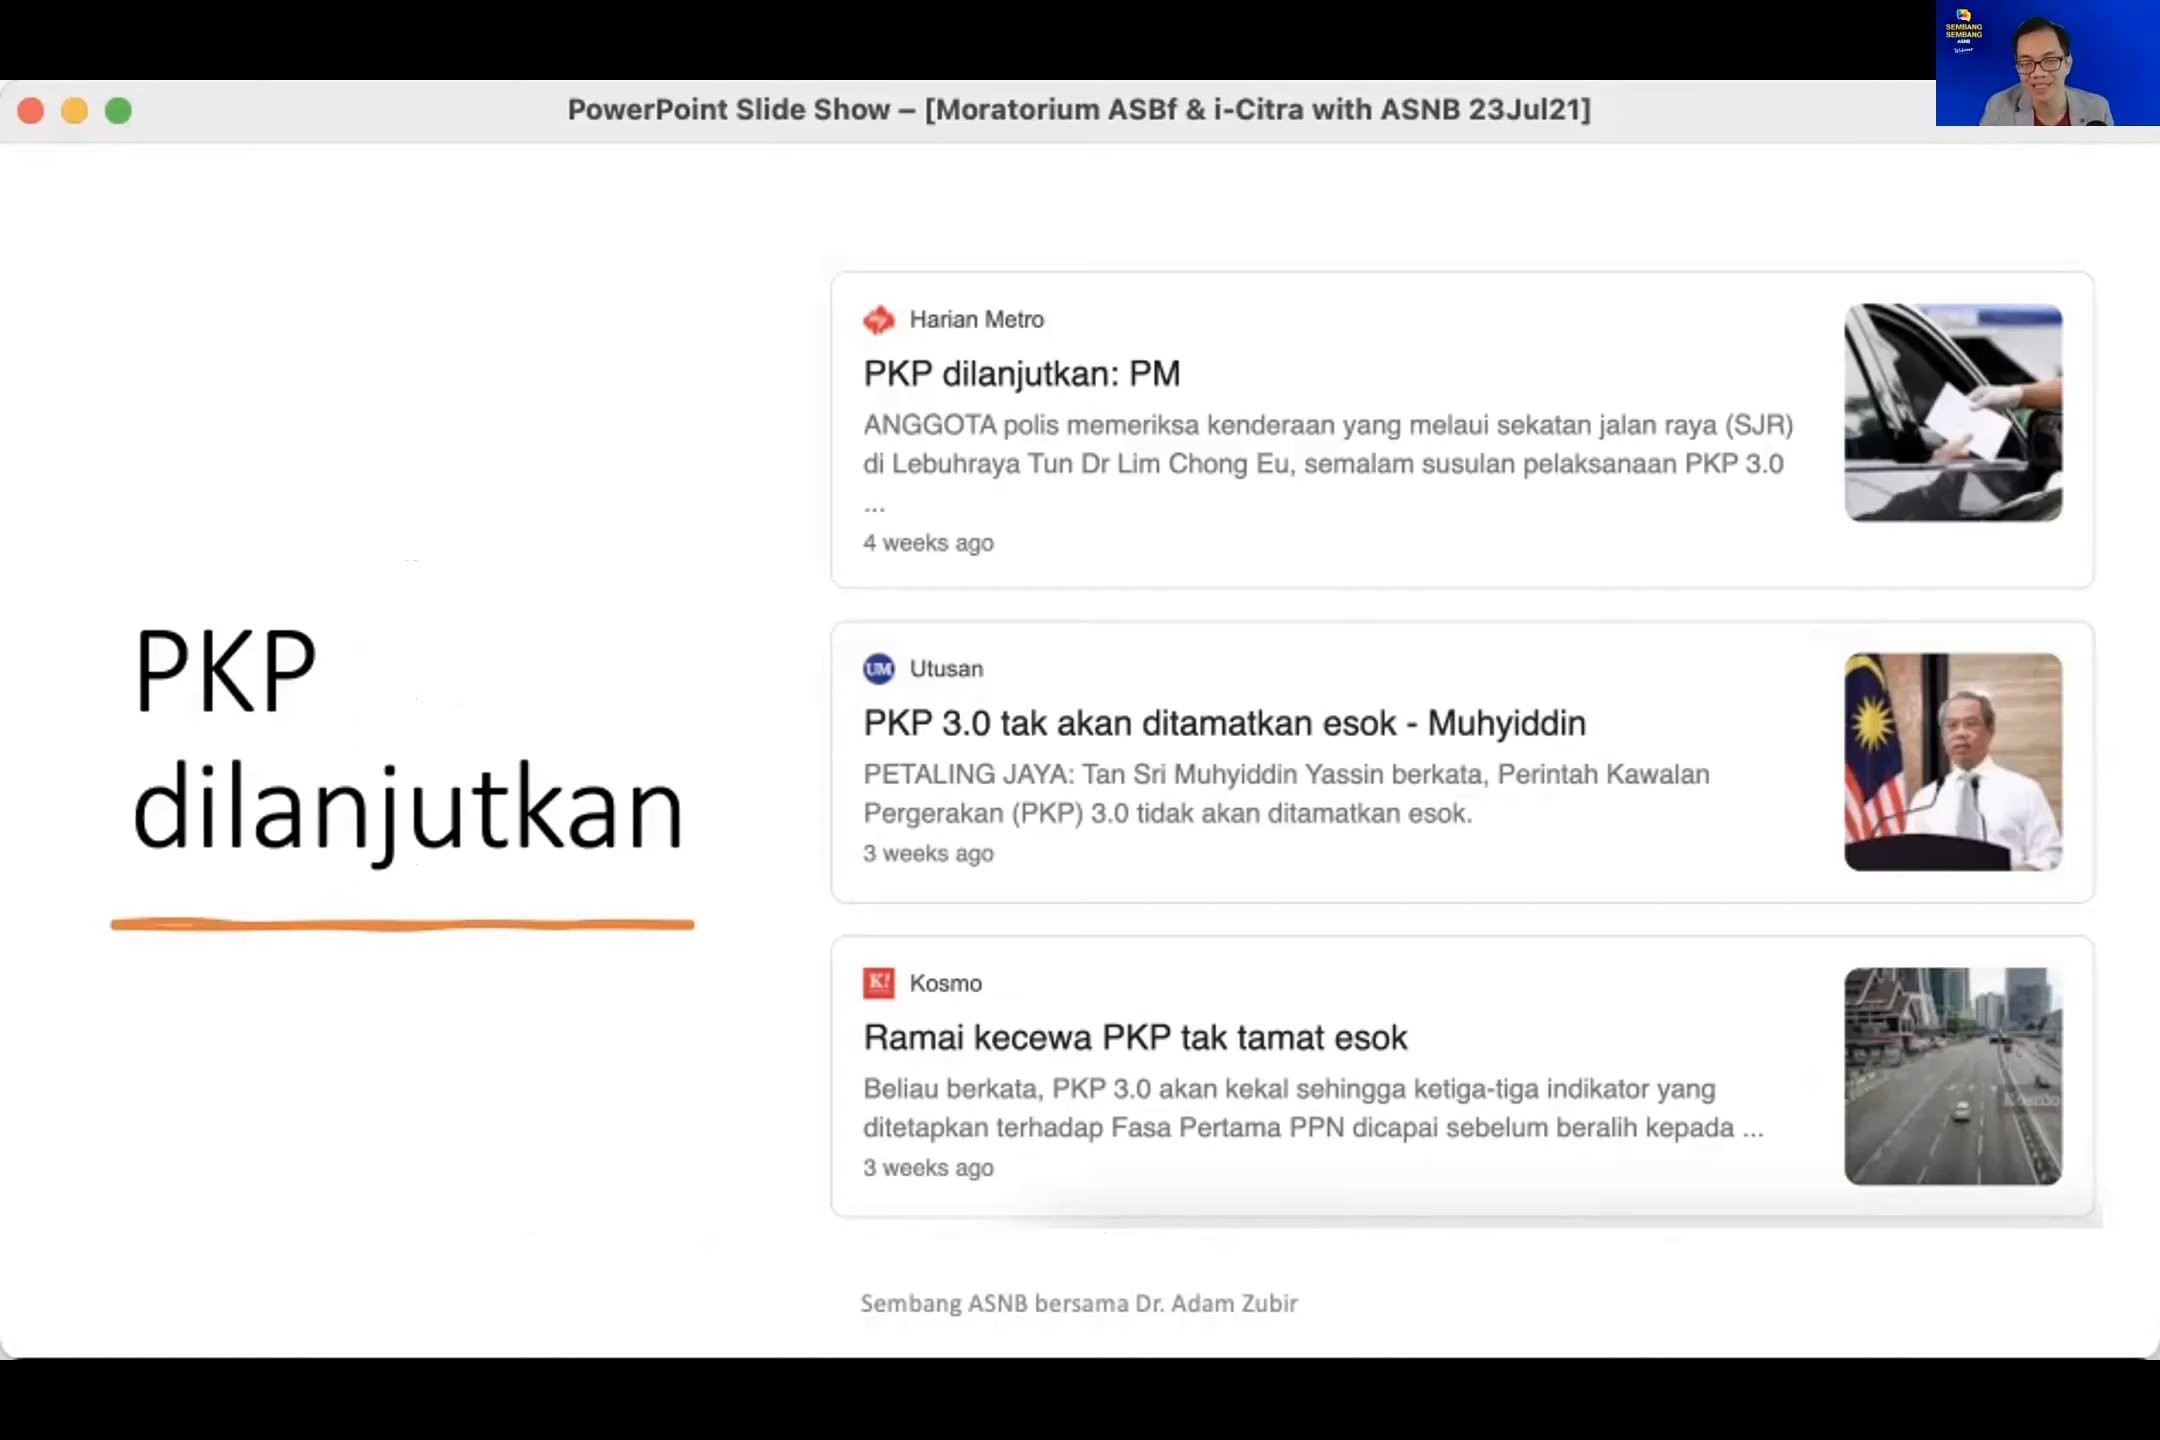 SEMBANG
SEMBANG
ASNB
Webinar
PowerPoint Slide Show – [Moratorium ASBf & i-Citra with ASNB 23Jul21]
PKP
dilanjutkan
Harian Metro
PKP dilanjutkan: PM
ANGGOTA polis memeriksa kenderaan yang melaui sekatan jalan raya (SJR)
di Lebuhraya Tun Dr Lim Chong Eu, semalam susulan pelaksanaan PKP 3.0
...
4 weeks ago
UM
Utusan
PKP 3.0 tak akan ditamatkan esok - Muhyiddin
PETALING JAYA: Tan Sri Muhyiddin Yassin berkata, Perintah Kawalan
Pergerakan (PKP) 3.0 tidak akan ditamatkan esok.
3 weeks ago
K!
Kosmo
Ramai kecewa PKP tak tamat esok
Beliau berkata, PKP 3.0 akan kekal sehingga ketiga-tiga indikator yang
ditetapkan terhadap Fasa Pertama PPN dicapai sebelum beralih kepada ...
3 weeks ago
Sembang ASNB bersama Dr. Adam Zubir